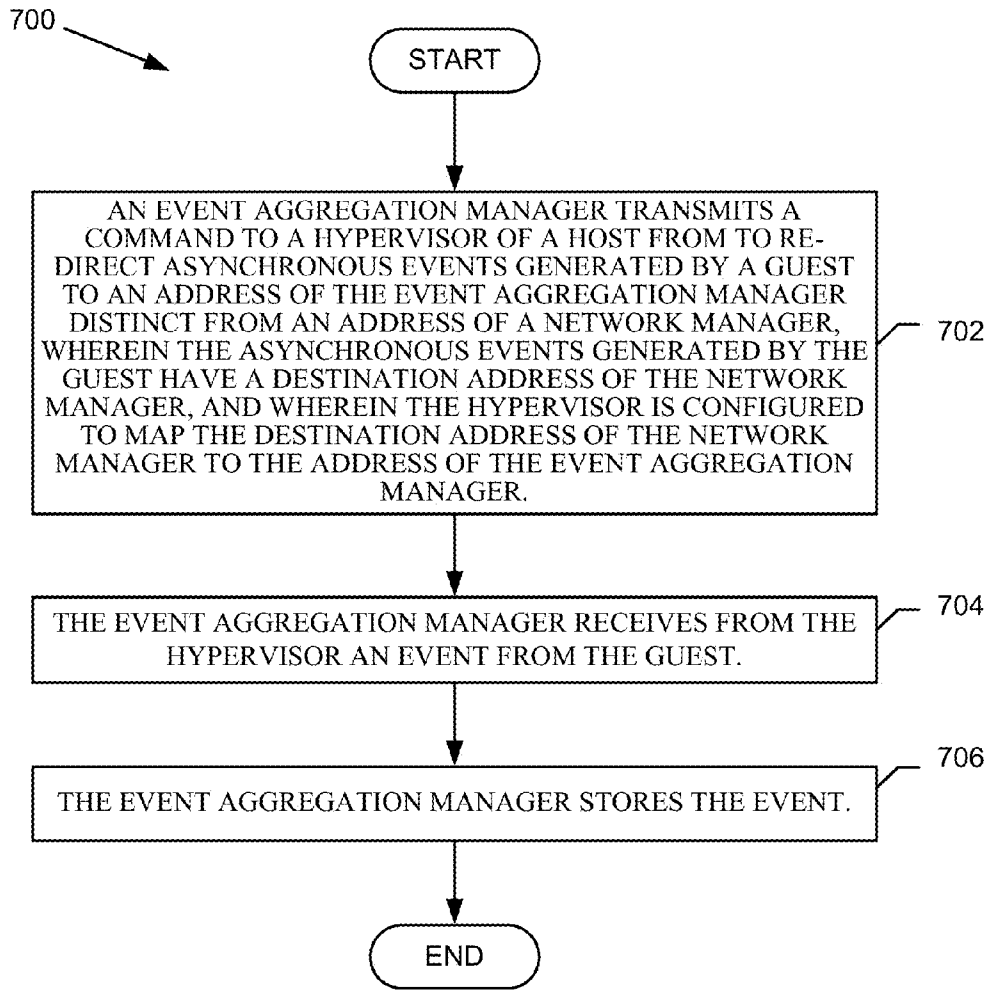 700
START
AN EVENT AGGREGATION MANAGER TRANSMITS A
COMMAND TO A HYPERVISOR OF A HOST FROM TO RE-
DIRECT ASYNCHRONOUS EVENTS GENERATED BY A GUEST
TO AN ADDRESS OF THE EVENT AGGREGATION MANAGER
DISTINCT FROM AN ADDRESS OF A NETWORK MANAGER,
WHEREIN THE ASYNCHRONOUS EVENTS GENERATED BY THE
GUEST HAVE A DESTINATION ADDRESS OF THE NETWORK
MANAGER, AND WHEREIN THE HYPERVISOR IS CONFIGURED
TO MAP THE DESTINATION ADDRESS OF THE NETWORK
MANAGER TO THE ADDRESS OF THE EVENT AGGREGATION
MANAGER.
702
THE EVENT AGGREGATION MANAGER RECEIVES FROM THE
HYPERVISOR AN EVENT FROM THE GUEST.
704
THE EVENT AGGREGATION MANAGER STORES THE EVENT.
706
END